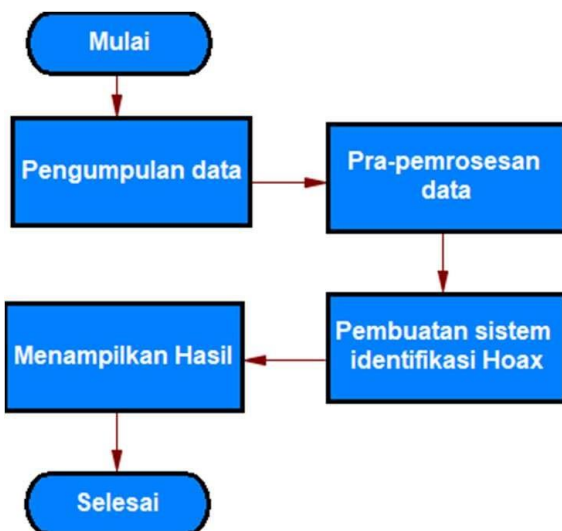 Mulai
Pengumpulan data
Pra-pemrosesan
data
Pembuatan sistem
identifikasi Hoax
Menampilkan Hasil
Selesai